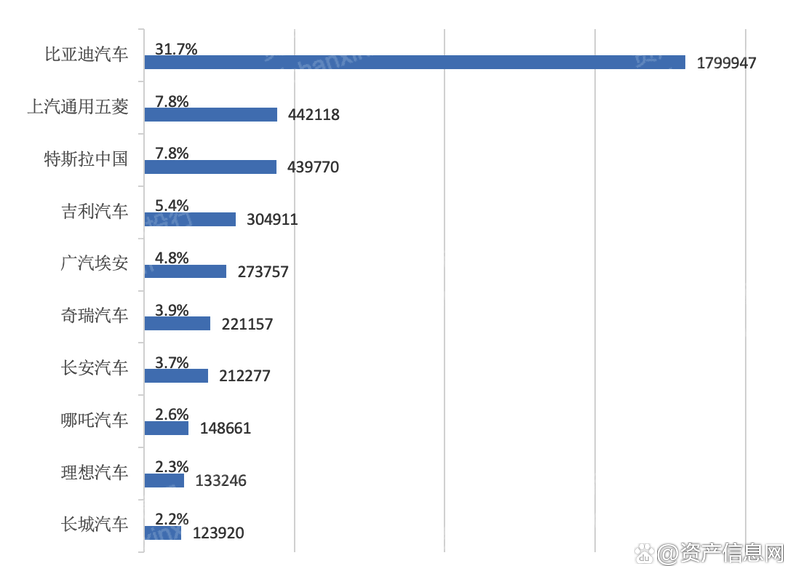 比亚迪汽车 31.7% 1799947
上汽通用五菱 7.8% 442118
特斯拉中国 7.8% 439770
吉利汽车 5.4% 304911
广汽埃安 4.8% 273757
奇瑞汽车 3.9% 221157
长安汽车 3.7% 212277
哪吒汽车 2.6% 148661
理想汽车 2.3% 133246
长城汽车 2.2% 123920
@资产信息网